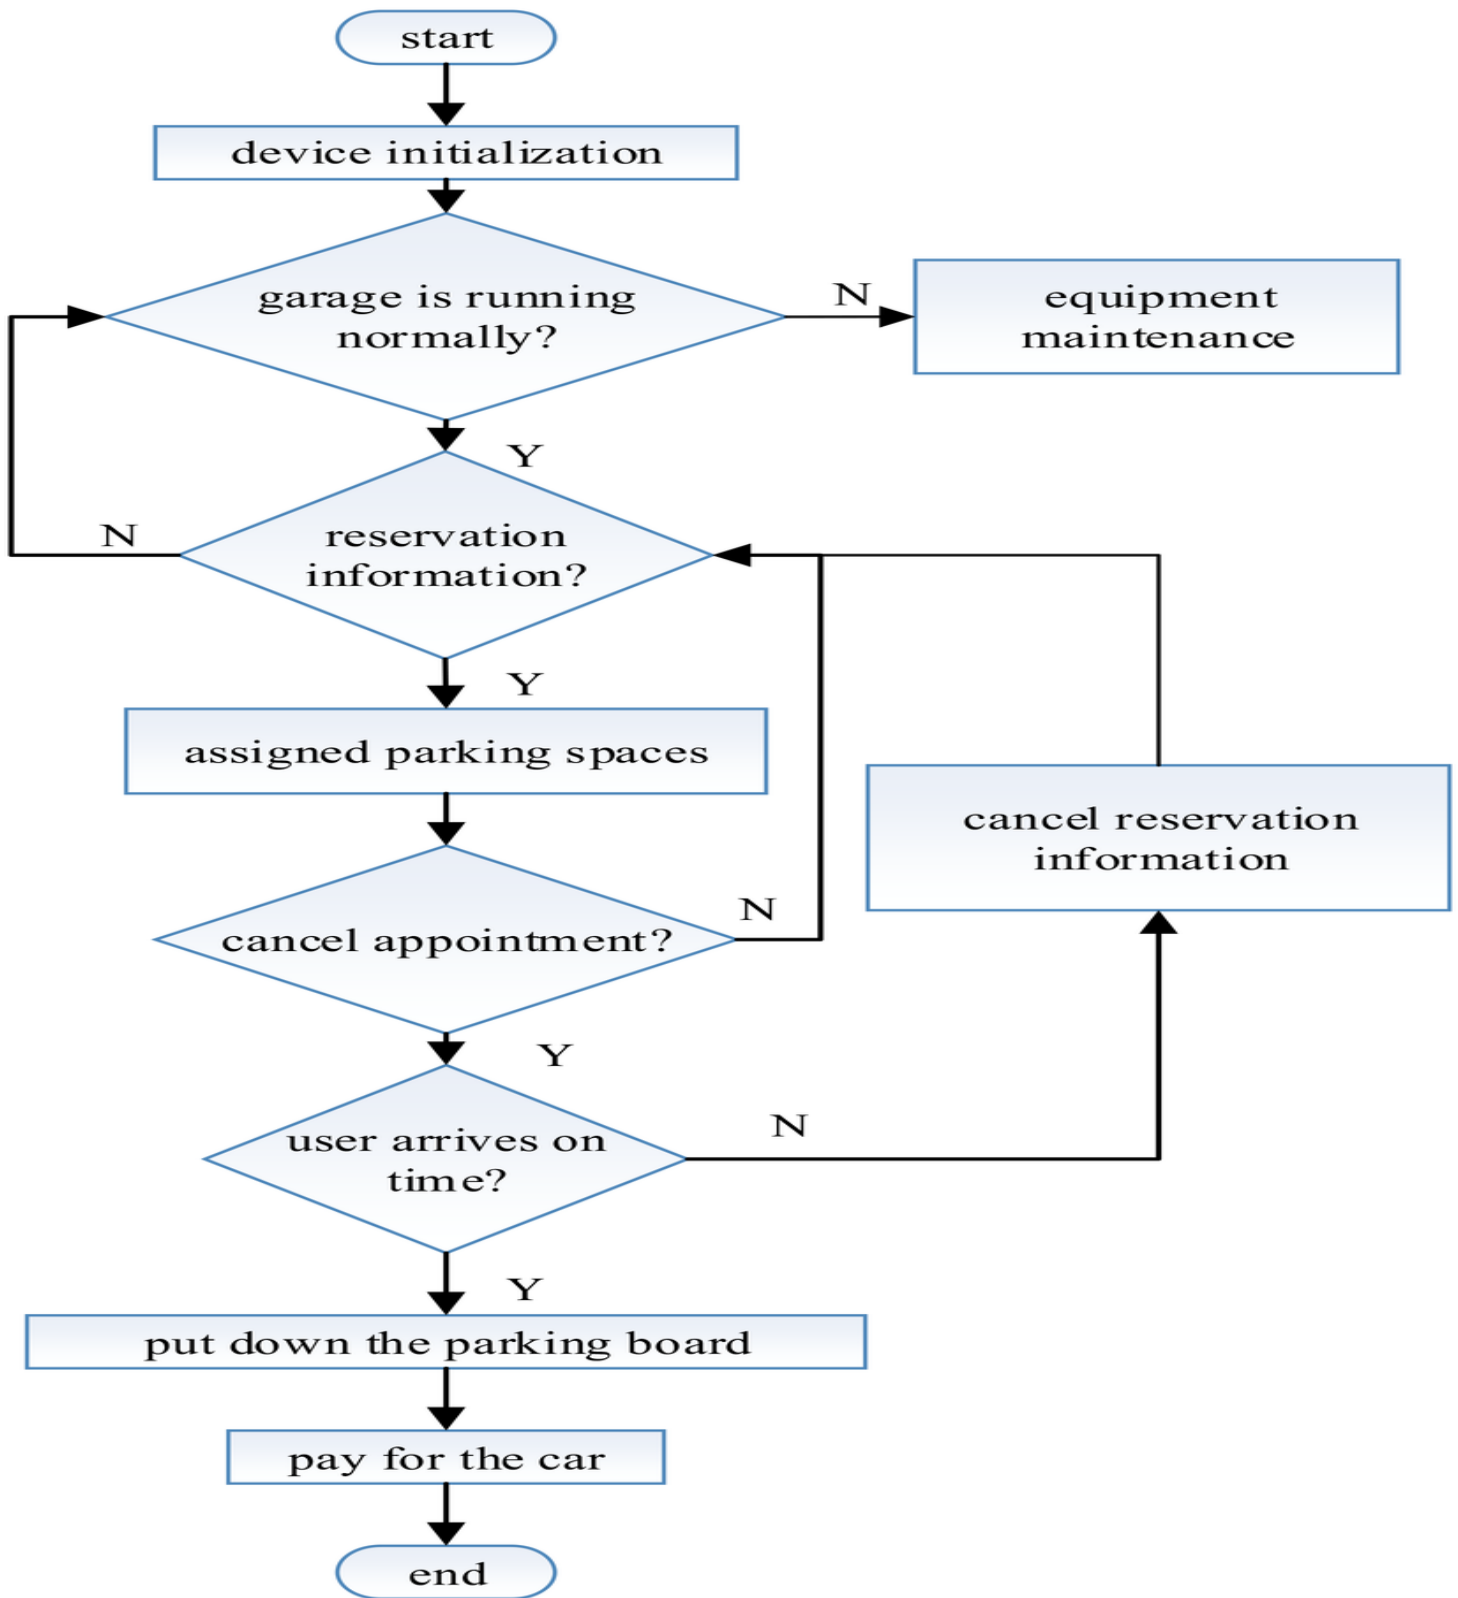 start
device initialization
garage is running
normally?
N
equipment
maintenance
Y
N
reservation
information?
Y
assigned parking spaces
cancel reservation
information
cancel appointment?
N
Y
user arrives on
time?
N
Y
put down the parking board
pay for the car
end